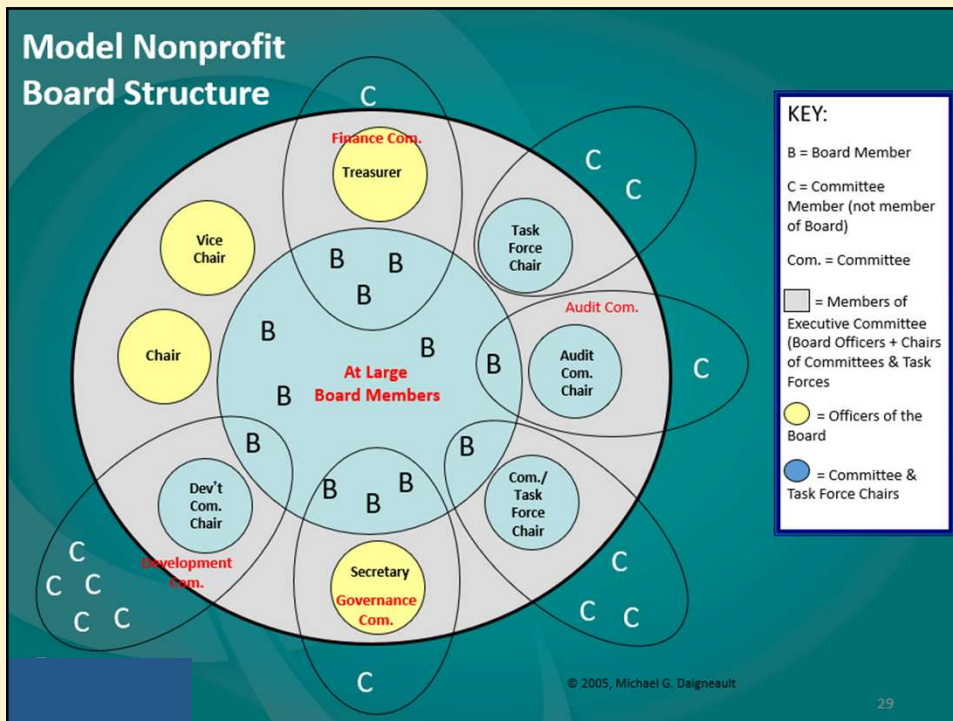 Model Nonprofit
Board Structure
C
Finance Com.
Treasurer
C
C
Task
Force
Chair
Vice
Chair
B
B
B
Audit Com.
B
B
B
Audit
Com.
Chair
C
Chair
At Large
Board Members
B
B
B
Dev't
Com.
Chair
B
B
B
Com./
Task
Force
Chair
Development
Com.
C
C
C
C
C
Secretary
Governance
Com.
C
C
C
C
KEY:
B = Board Member
C = Committee
Member (not member
of Board)
Com. = Committee
= Members of
Executive Committee
(Board Officers + Chairs
of Committees & Task
Forces
= Officers of the
Board
= Committee &
Task Force Chairs
© 2005, Michael G. Daigneault
29